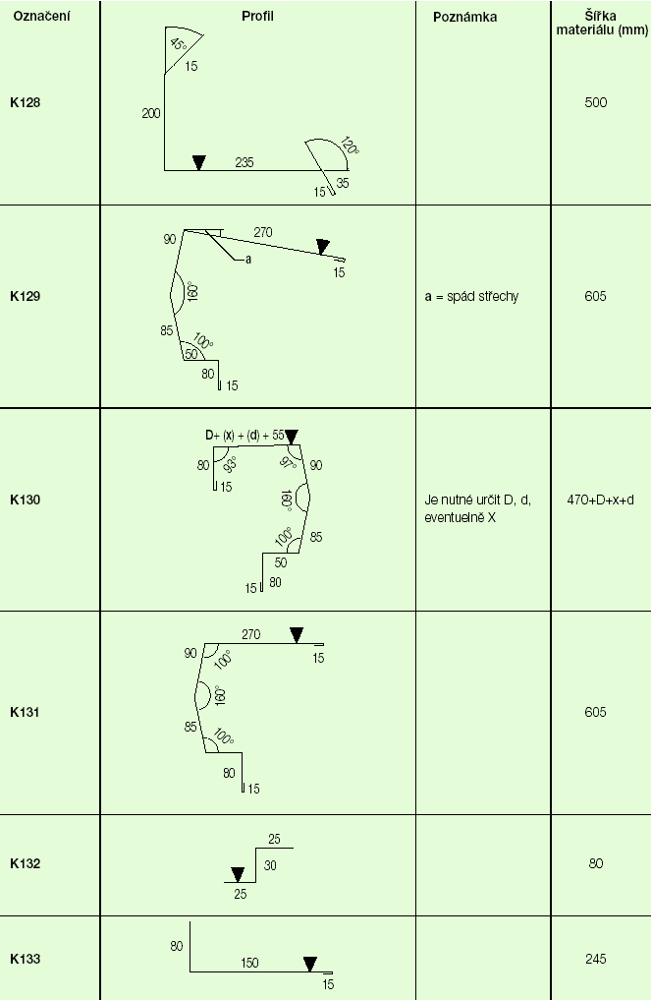 Označení
Profil
Poznámka
Šířka
materiálu (mm)
K128
45°
15
200
235
120°
35
15
500
K129
90
270
a
15
160°
85
100°
50
80
15
a = spád střechy
605
K130
D+ (x) + (d) + 55
80
93°
97°
90
15
160°
100°
85
50
15
80
Je nutné určit D, d,
eventuelně X
470+D+x+d
K131
270
90
100°
15
160°
85
100°
80
15
605
K132
25
30
25
80
K133
80
150
15
245